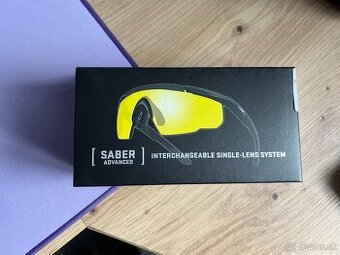 [ SABER ADVANCED ]
INTERCHANGEABLE SINGLE-LENS SYSTEM